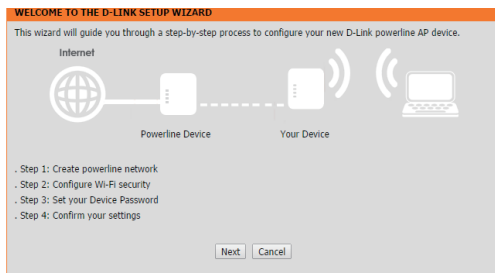 WELCOME TO THE D-LINK SETUP WIZARD
This wizard will guide you through a step-by-step process to configure your new D-Link powerline AP device.
Internet
Powerline Device Your Device
. Step 1: Create powerline network
. Step 2: Configure Wi-Fi security
. Step 3: Set your Device Password
. Step 4: Confirm your settings
Next Cancel